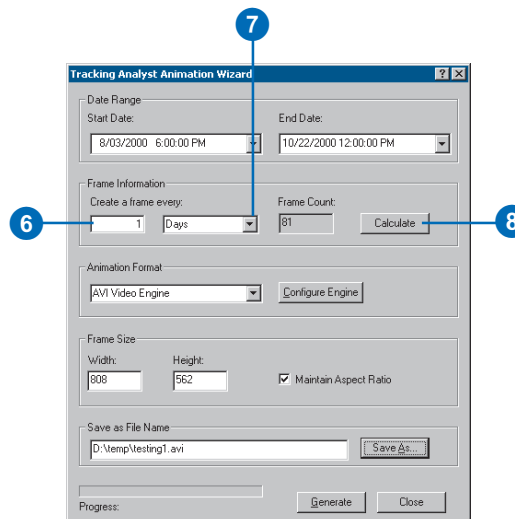 7
Tracking Analyst Animation Wizard
Date Range
Start Date: End Date:
8/03/2000 6:00:00 PM 10/22/2000 12:00:00 PM
Frame Information
Create a frame every: Frame Count:
6 1 Days 81 Calculate 8
Animation Format
AVI Video Engine Configure Engine
Frame Size
Width: Height:
808 562 Maintain Aspect Ratio
Save as File Name
D:\temp\testing1.avi Save As...
Progress: Generate Close